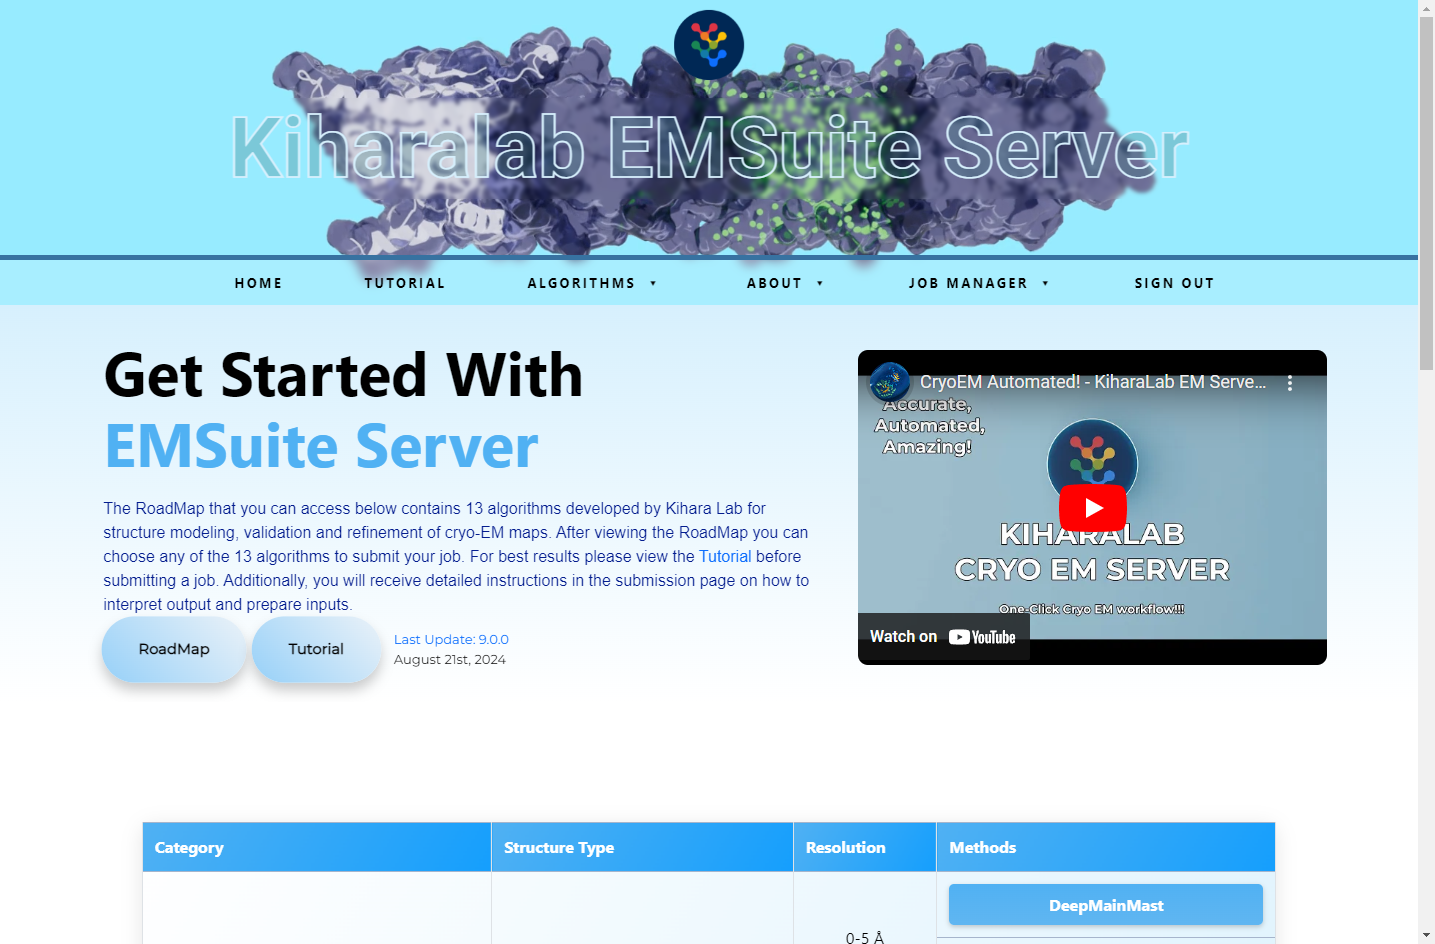 Kiharalab EMSuite Server
HOME
TUTORIAL
ALGORITHMS
ABOUT
JOB MANAGER
SIGN OUT
Get Started With
EMSuite Server
The RoadMap that you can access below contains 13 algorithms developed by Kihara Lab for
structure modeling, validation and refinement of cryo-EM maps. After viewing the RoadMap you can
choose any of the 13 algorithms to submit your job. For best results please view the Tutorial before
submitting a job. Additionally, you will receive detailed instructions in the submission page on how to
interpret output and prepare inputs.
RoadMap
Tutorial
Last Update: 9.0.0
August 21st, 2024
CryoEM Automated! - KiharaLab EM Serve...
Accurate,
Automated,
Amazing!
KIHARALAB
CRYO EM SERVER
One-Click Cryo EM workflow!!!
Watch on YouTube
Category
Structure Type
Resolution
Methods
DeepMainMast
0-5 Å